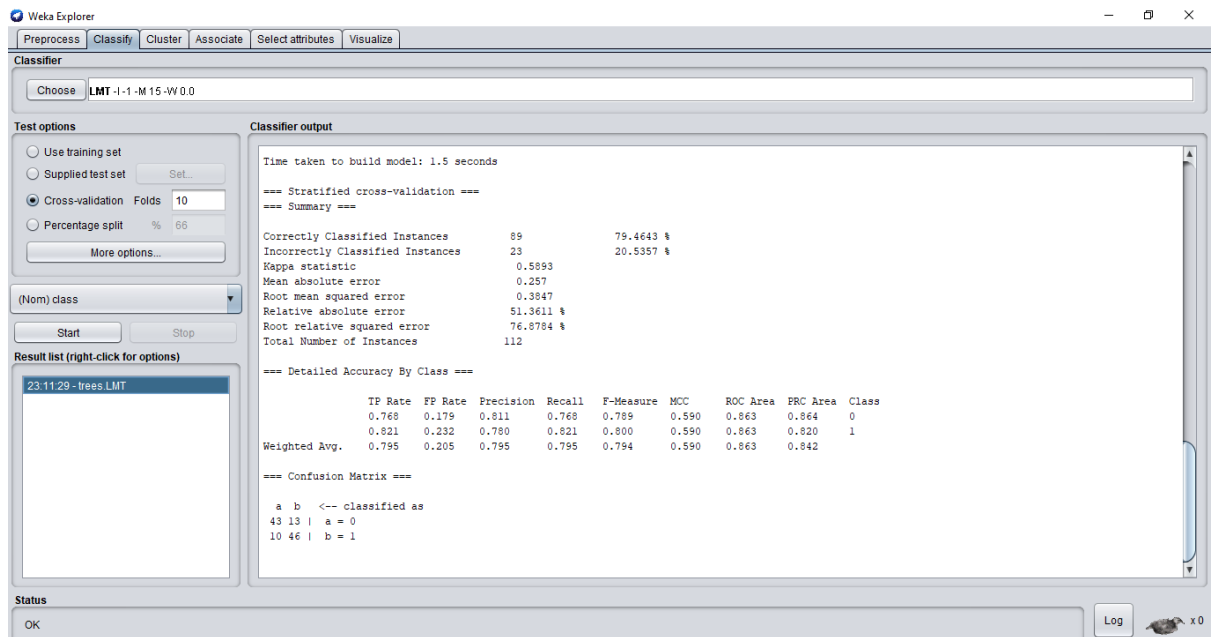 Weka Explorer
Preprocess Classify Cluster Associate Select attributes Visualize
Classifier
Choose LMT -I -1 -M 15 -W 0.0
Test options
Use training set
Supplied test set Set...
Cross-validation Folds 10
Percentage split % 66
More options...
(Nom) class
Start Stop
Result list (right-click for options)
23:11:29 - trees.LMT
Classifier output
Time taken to build model: 1.5 seconds
=== Stratified cross-validation ===
=== Summary ===
Correctly Classified Instances 89 79.4643 %
Incorrectly Classified Instances 23 20.5357 %
Kappa statistic 0.5893
Mean absolute error 0.257
Root mean squared error 0.3847
Relative absolute error 51.3611 %
Root relative squared error 76.8784 %
Total Number of Instances 112
=== Detailed Accuracy By Class ===
TP Rate FP Rate Precision Recall F-Measure MCC ROC Area PRC Area Class
0.768 0.179 0.811 0.768 0.789 0.590 0.863 0.864 0
0.821 0.232 0.780 0.821 0.800 0.590 0.863 0.820 1
Weighted Avg. 0.795 0.205 0.795 0.795 0.794 0.590 0.863 0.842
=== Confusion Matrix ===
a b <-- classified as
43 13 | a = 0
10 46 | b = 1
Status
OK
Log x 0